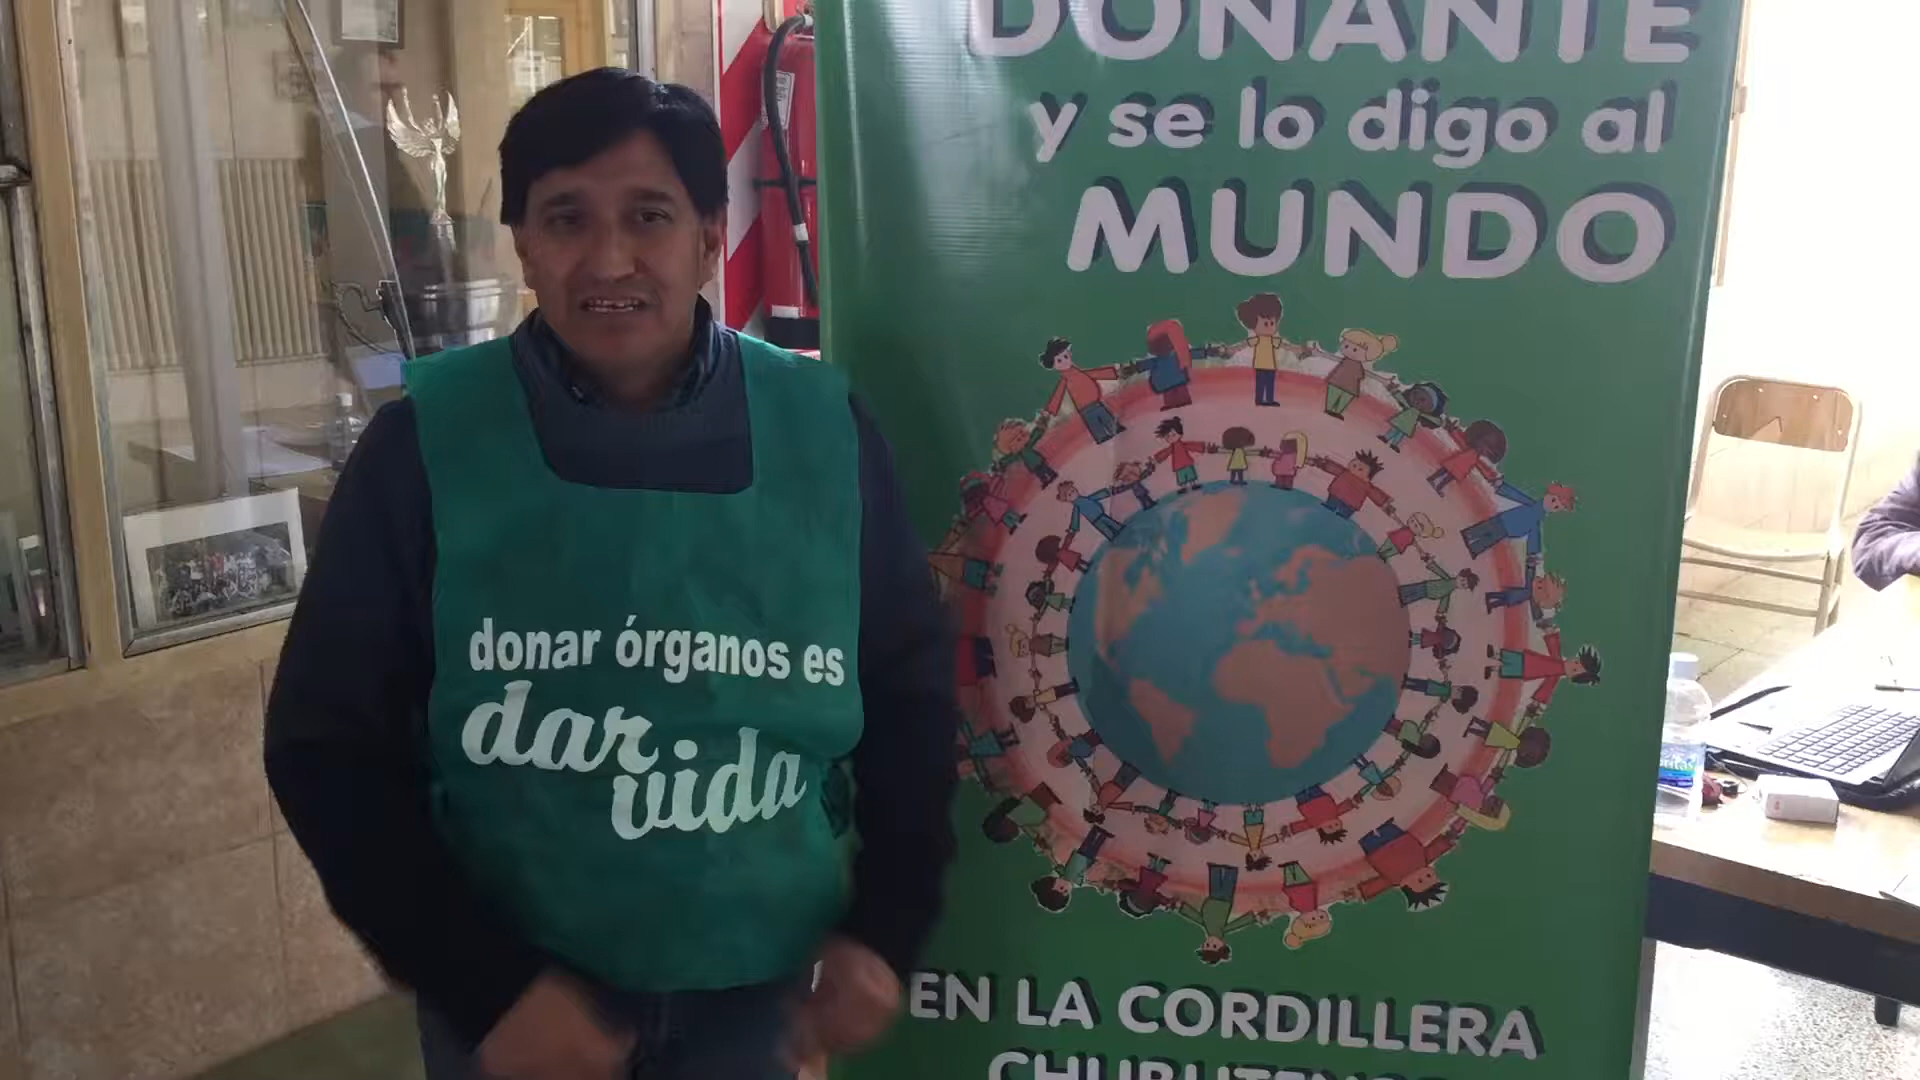 DONANTE
y se lo digo al
MUNDO
donar órganos es
dar
vida
EN LA CORDILLERA